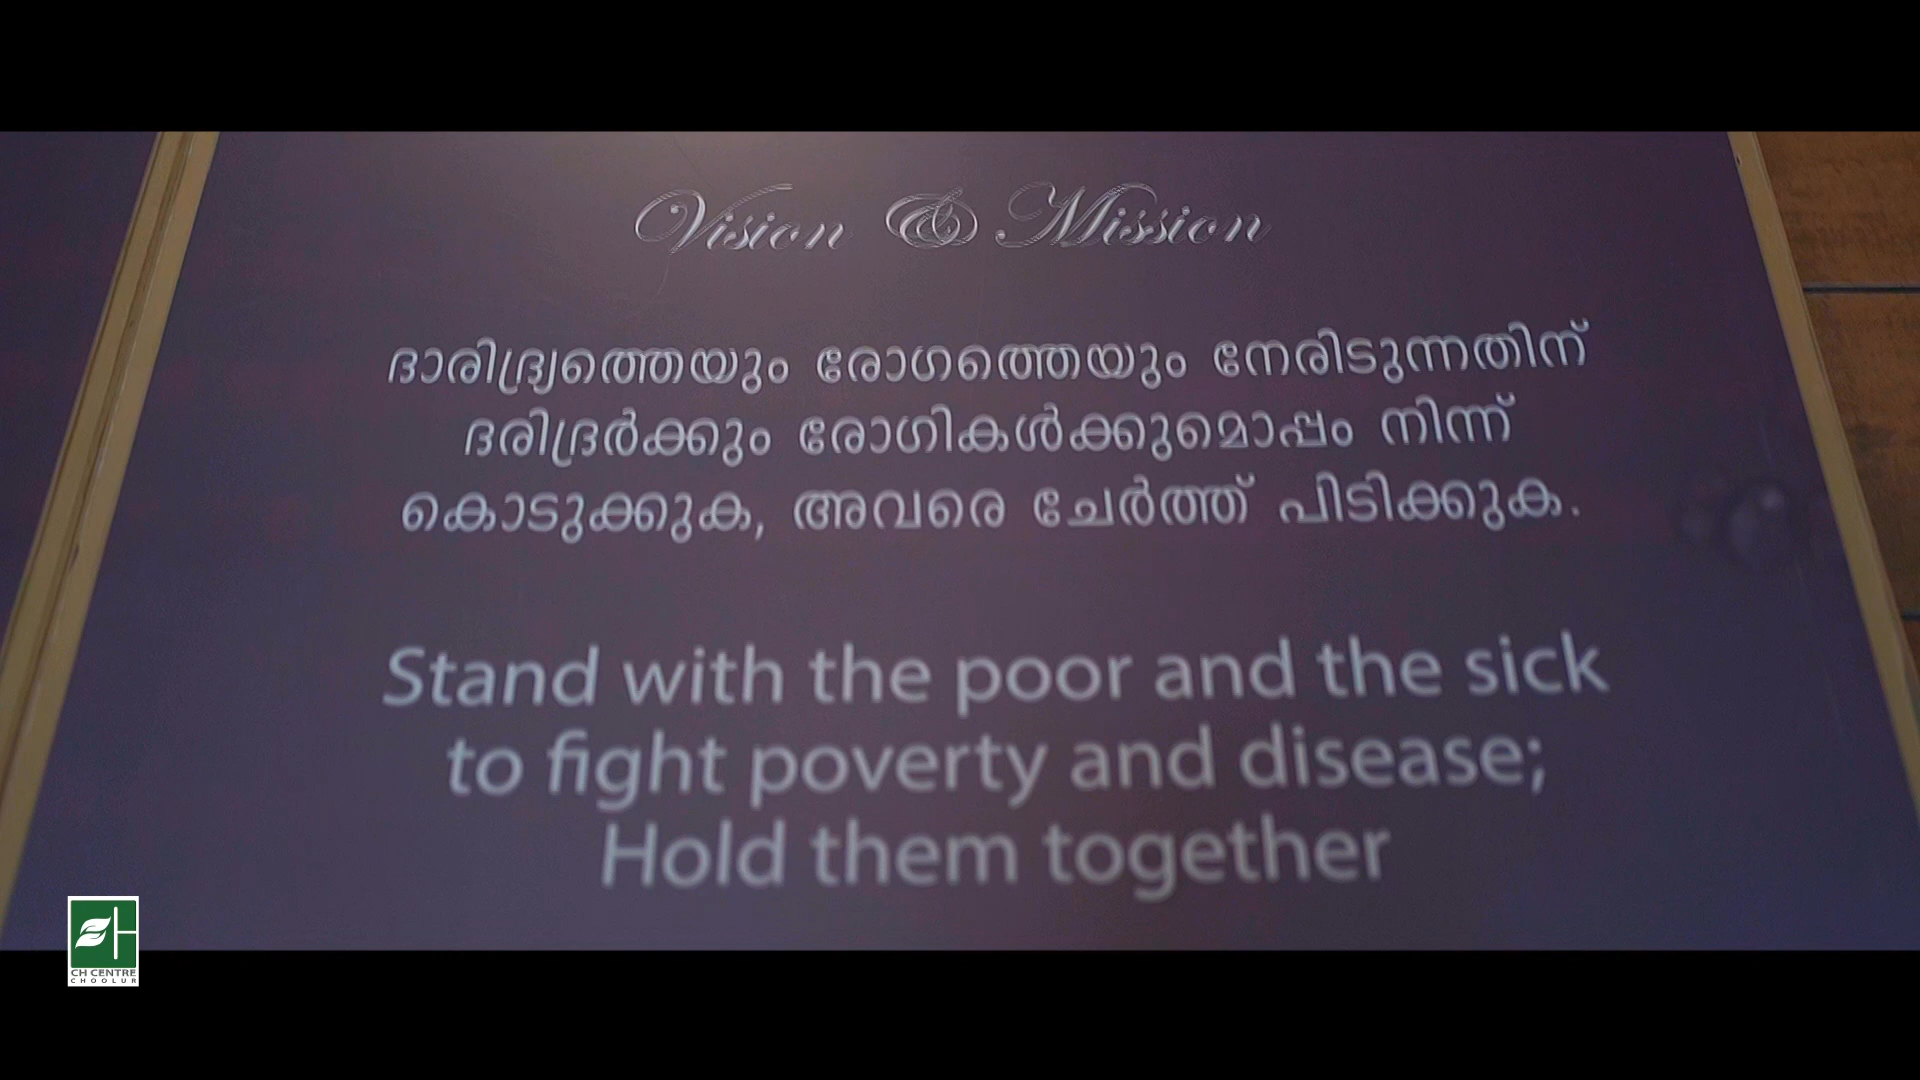 Vision & Mission
ദാരിദ്ര്യത്തെയും രോഗത്തെയും നേരിടുന്നതിന്
ദരിദ്രർക്കും രോഗികൾക്കുമൊപ്പം നിന്ന്
കൊടുക്കുക, അവരെ ചേർത്ത് പിടിക്കുക.
Stand with the poor and the sick
to fight poverty and disease;
Hold them together
CH CENTRE
CHOOLUR